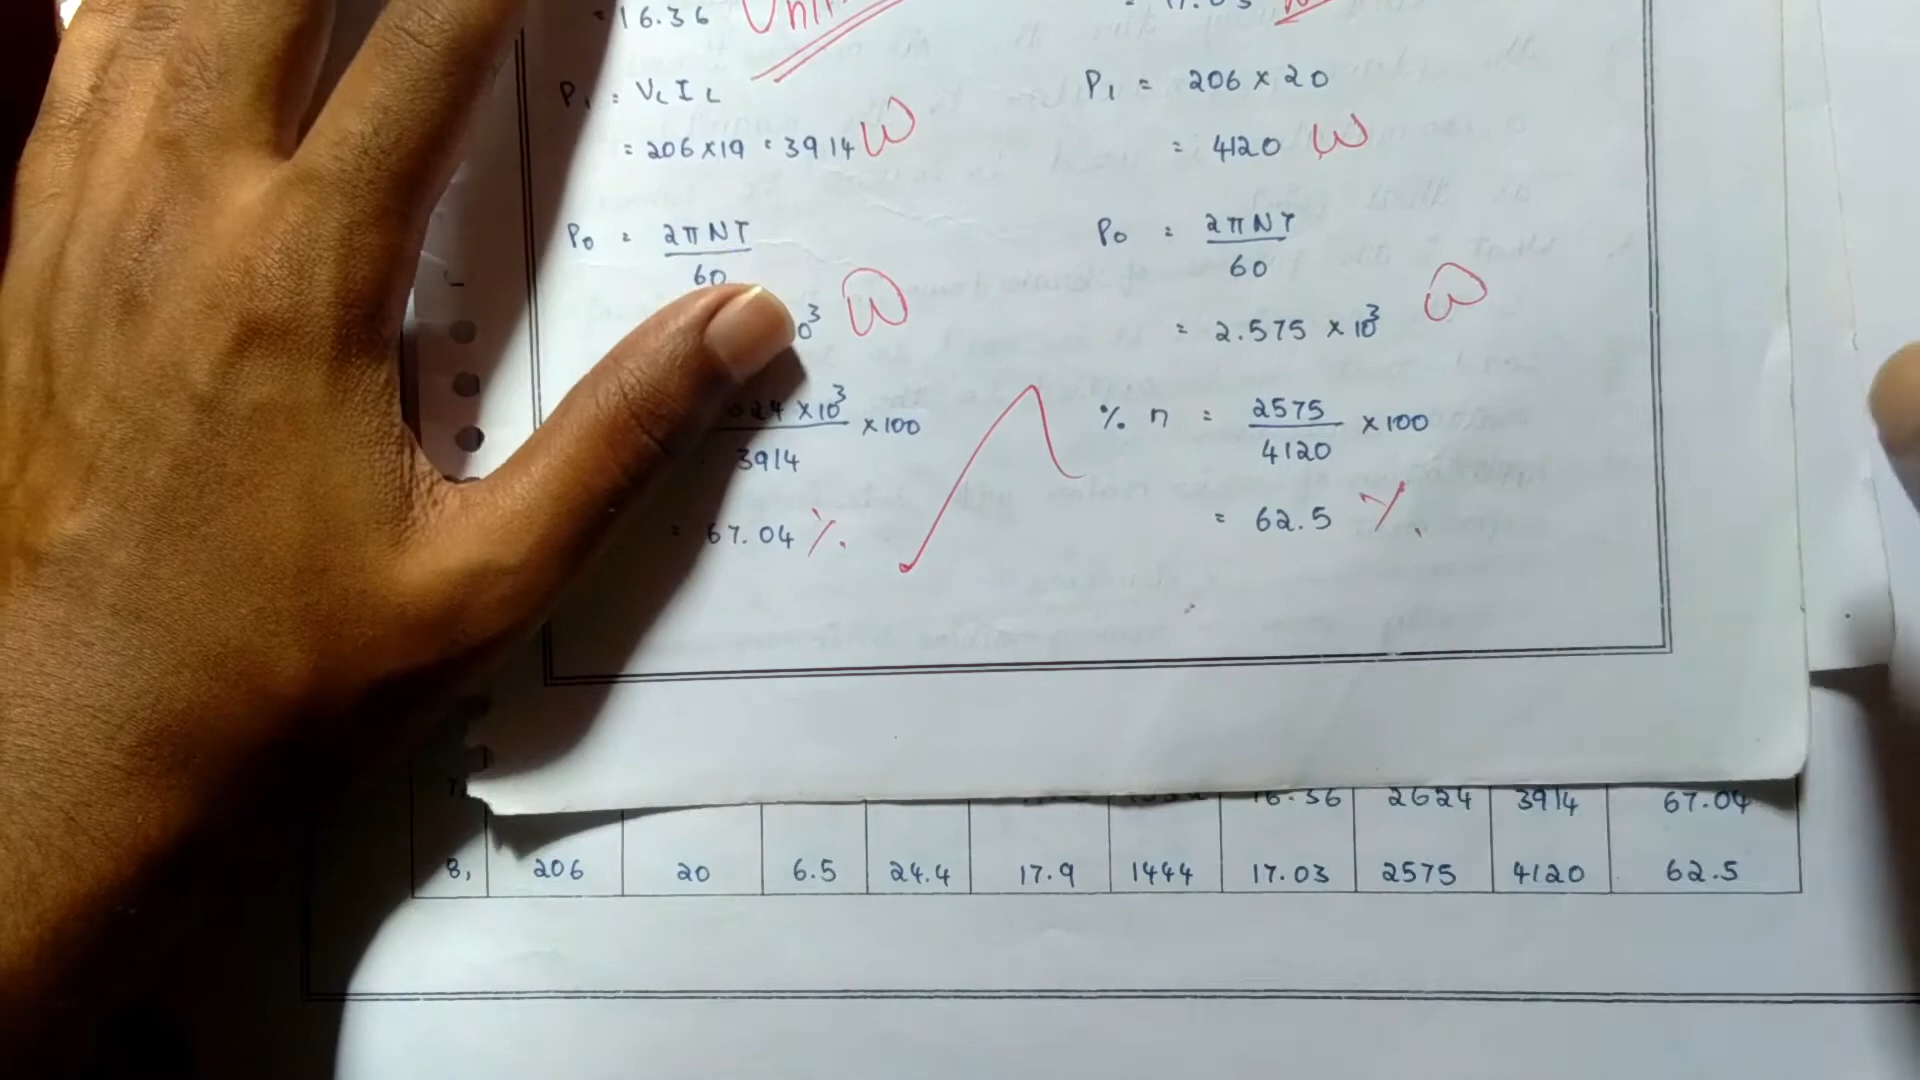 = 16.36
P₁ = V_L I_L
= 206 × 19 = 3914 W
P₀ = 2πNT / 60
0³ W
24 × 10³ / 3914 × 100
= 67.04 %
P₁ = 206 × 20
= 4120 W
P₀ = 2πNT / 60
= 2.575 × 10³ W
% η = 2575 / 4120 × 100
= 62.5 %
16.36 2624 3914 67.04
8, 206 20 6.5 24.4 17.9 1444 17.03 2575 4120 62.5